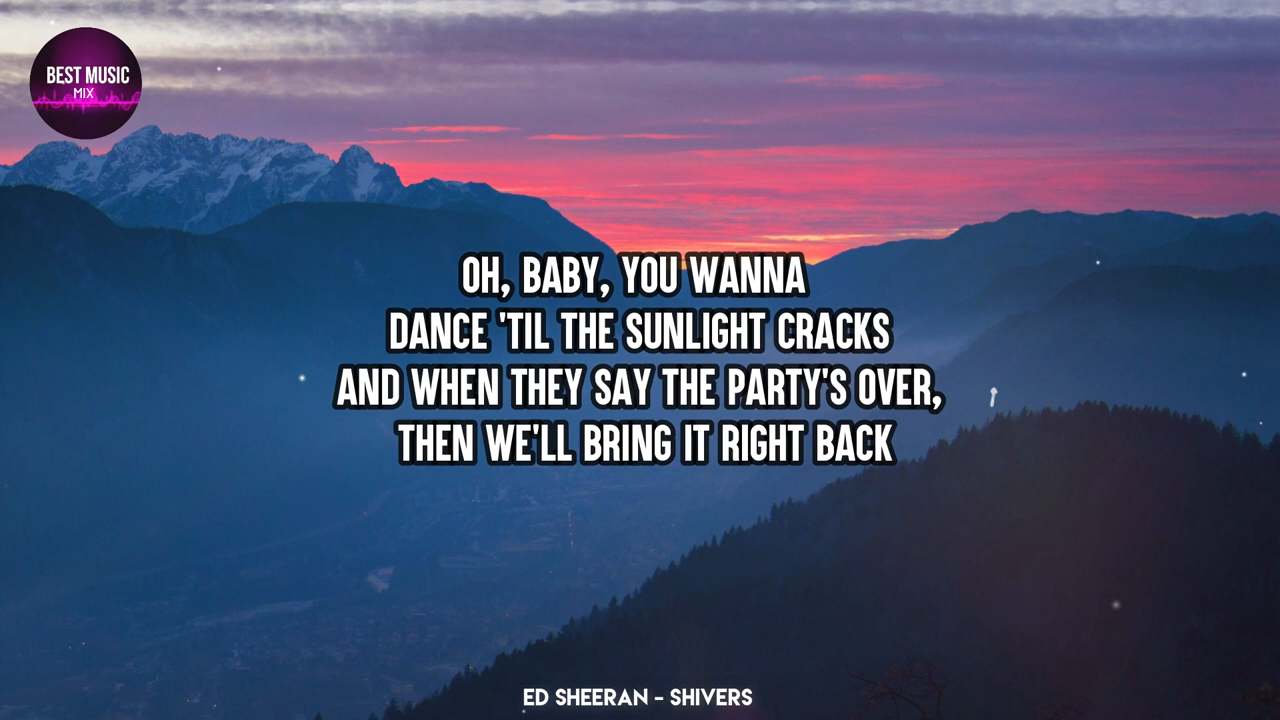 BEST MUSIC
MIX
OH, BABY, YOU WANNA
DANCE 'TIL THE SUNLIGHT CRACKS
AND WHEN THEY SAY THE PARTY'S OVER,
THEN WE'LL BRING IT RIGHT BACK
ED SHEERAN - SHIVERS